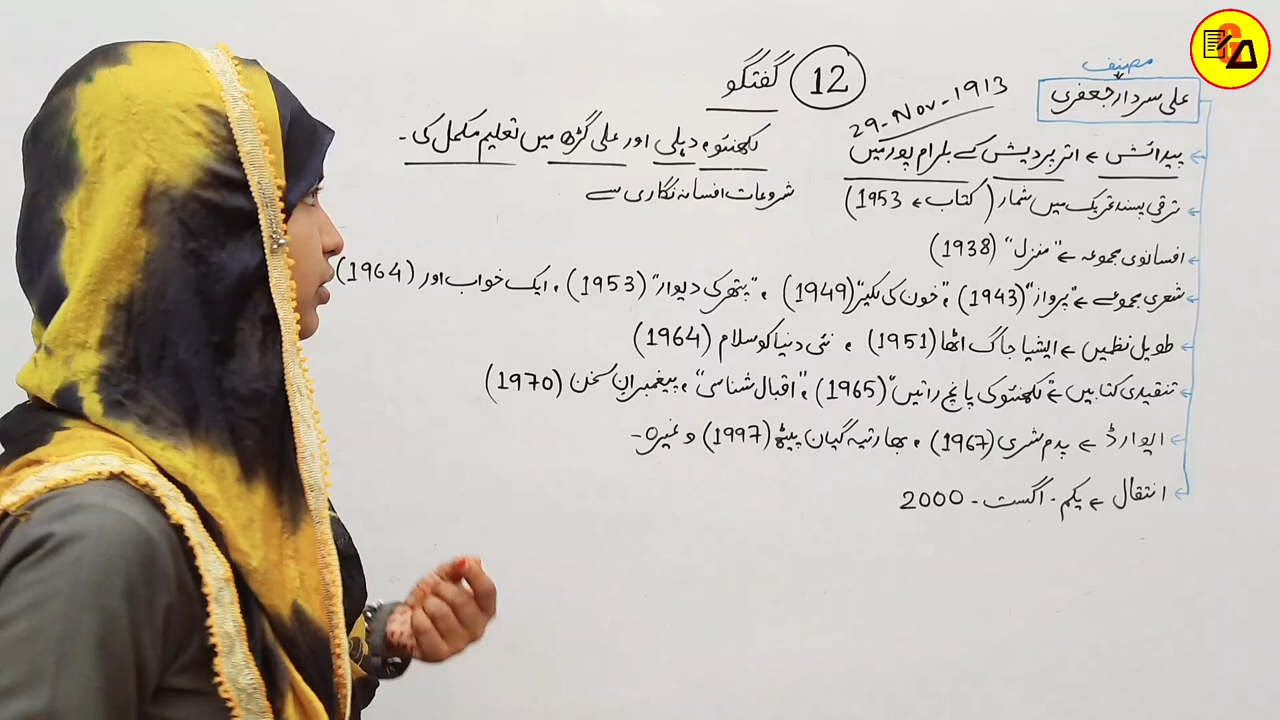 12 گفتگو
مصنف
علی سردار جعفری
29-Nov-1913
پیدائش ← اتر پردیش کے بلرام پور میں
لکھنئو، دہلی اور علی گڑھ میں تعلیم مکمل کی۔
شروعات افسانہ نگاری سے
ترقی پسند تحریک میں شمار (کتاب ← 1953)
افسانوی مجموعہ ← "منزل" (1938)
شعری مجموعے ← "پرواز" (1943)، "خون کی لکیر" (1949)، "پتھر کی دیوار" (1953)، ایک خواب اور (1964)
طویل نظمیں ← ایشیا جاگ اٹھا (1951)، نئی دنیا کو سلام (1964)
تنقیدی کتابیں ← "لکھنئو کی پانچ راتیں" (1965)، "اقبال شناسی"، پیغمبرانِ سخن (1970)
ایوارڈ ← پدم شری (1967)، بھارتیہ گیان پیٹھ (1997) وغیرہ۔
انتقال ← یکم۔ اگست۔ 2000